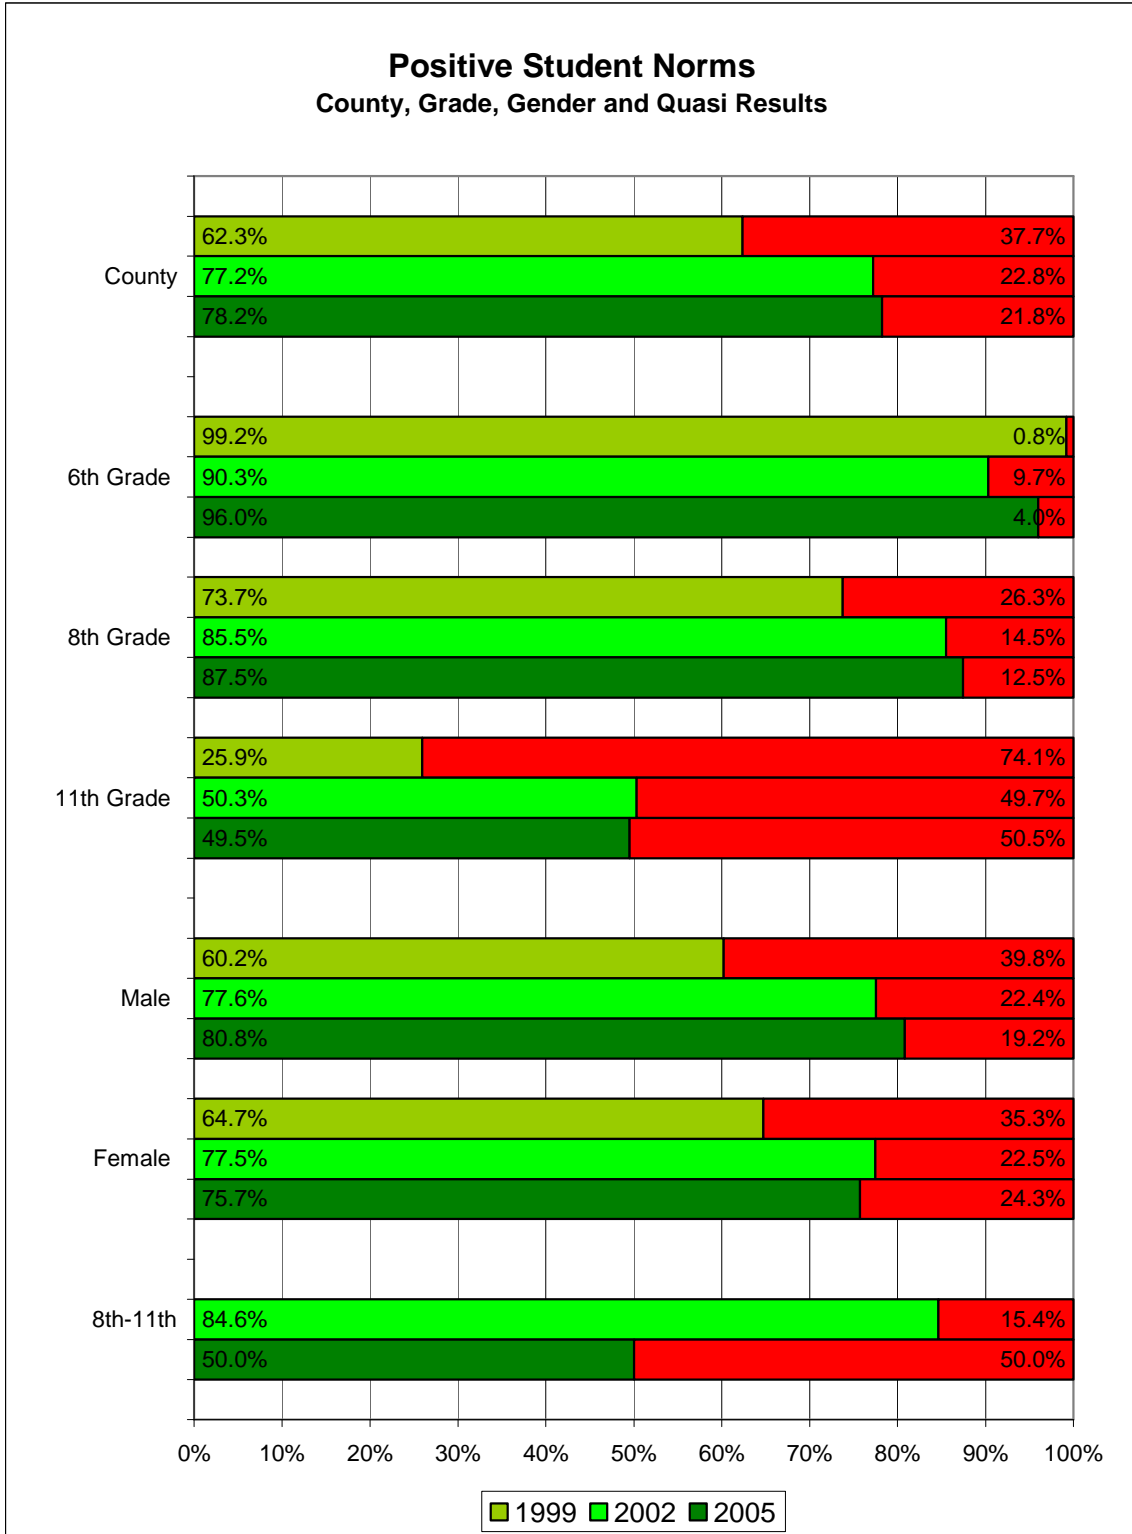 Positive Student Norms
County, Grade, Gender and Quasi Results
62.3% 37.7%
County 77.2% 22.8%
78.2% 21.8%
99.2% 0.8%
6th Grade 90.3% 9.7%
96.0% 4.0%
73.7% 26.3%
8th Grade 85.5% 14.5%
87.5% 12.5%
25.9% 74.1%
11th Grade 50.3% 49.7%
49.5% 50.5%
60.2% 39.8%
Male 77.6% 22.4%
80.8% 19.2%
64.7% 35.3%
Female 77.5% 22.5%
75.7% 24.3%
8th-11th 84.6% 15.4%
50.0% 50.0%
0% 10% 20% 30% 40% 50% 60% 70% 80% 90% 100%
1999 2002 2005